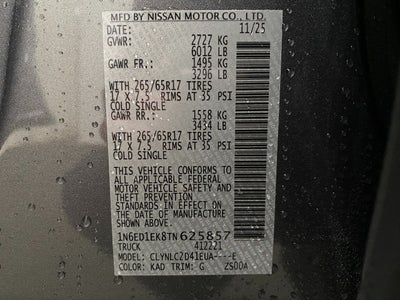 MFD BY NISSAN MOTOR CO., LTD.
DATE: 11/25
GVWR: 2727 KG
6012 LB
GAWR FR.: 1495 KG
3296 LB
WITH 265/65R17 TIRES
17 X 7.5 RIMS AT 35 PSI
COLD SINGLE
GAWR RR.: 1558 KG
3434 LB
WITH 265/65R17 TIRES
17 X 7.5 RIMS AT 35 PSI
COLD SINGLE
THIS VEHICLE CONFORMS TO
ALL APPLICABLE FEDERAL
MOTOR VEHICLE SAFETY
STANDARDS IN EFFECT ON
THE DATE OF MANUFACTURE
SHOWN ABOVE.
1N6ED1EK8TN625857
TRUCK 412221
MODEL: CLYNLCZD41EUA----E
COLOR: KAD TRIM: G ZS00A